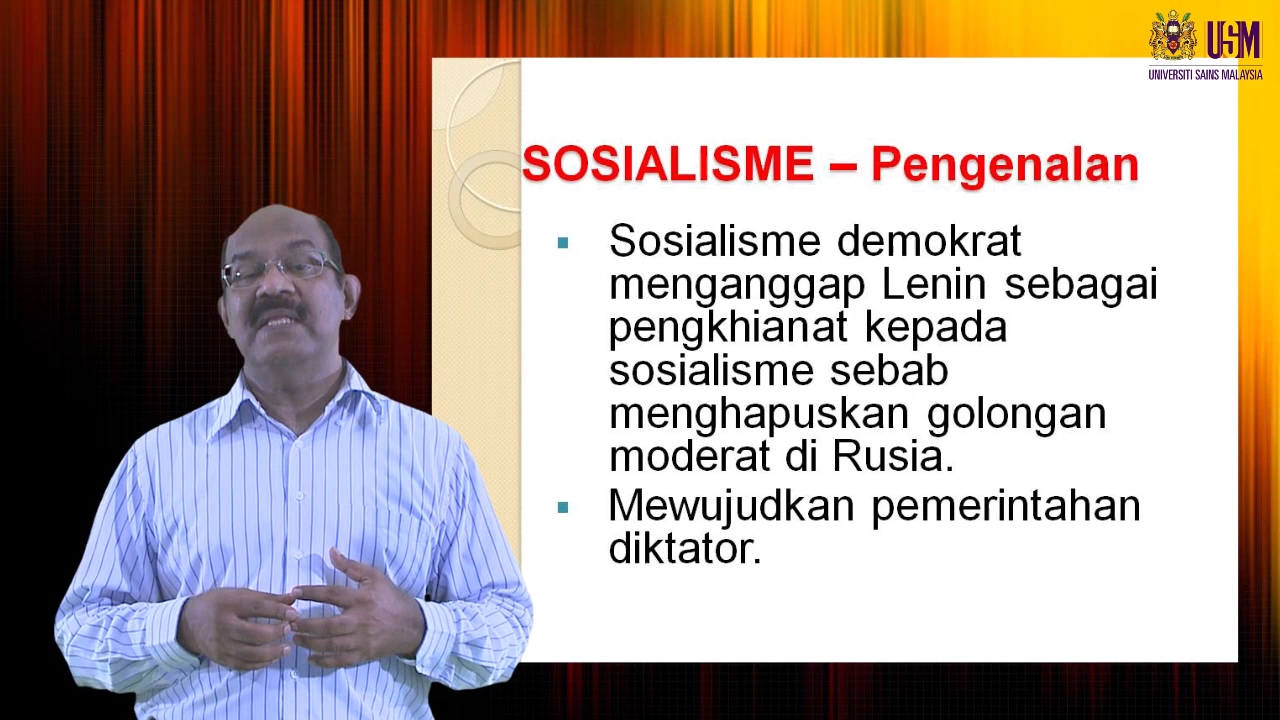 USM
UNIVERSITI SAINS MALAYSIA
SOSIALISME – Pengenalan
▪ Sosialisme demokrat
menganggap Lenin sebagai
pengkhianat kepada
sosialisme sebab
menghapuskan golongan
moderat di Rusia.
▪ Mewujudkan pemerintahan
diktator.